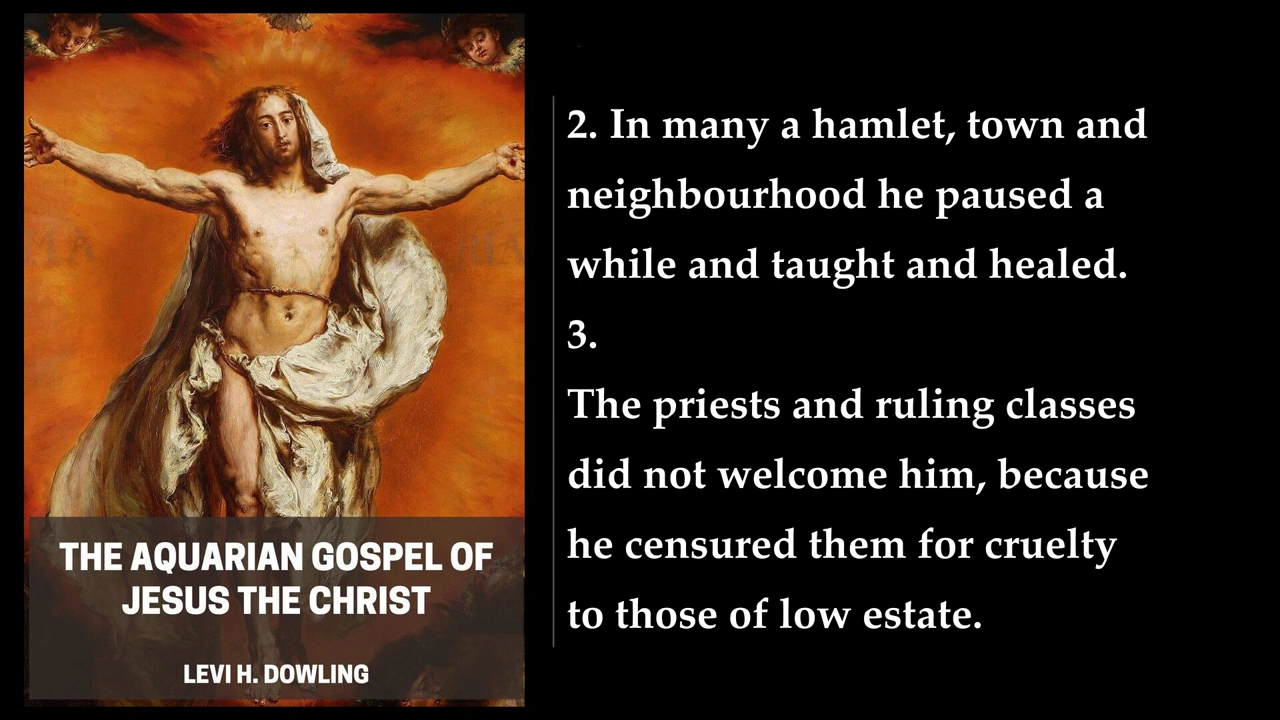 THE AQUARIAN GOSPEL OF
JESUS THE CHRIST
LEVI H. DOWLING
2. In many a hamlet, town and
neighbourhood he paused a
while and taught and healed.
3.
The priests and ruling classes
did not welcome him, because
he censured them for cruelty
to those of low estate.